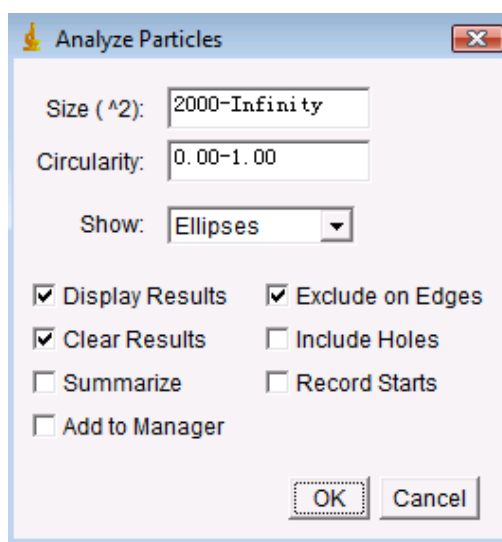 Analyze Particles
Size ( ^2): 2000-Infinity
Circularity: 0.00-1.00
Show: Ellipses
Display Results Exclude on Edges
Clear Results Include Holes
Summarize Record Starts
Add to Manager
OK Cancel